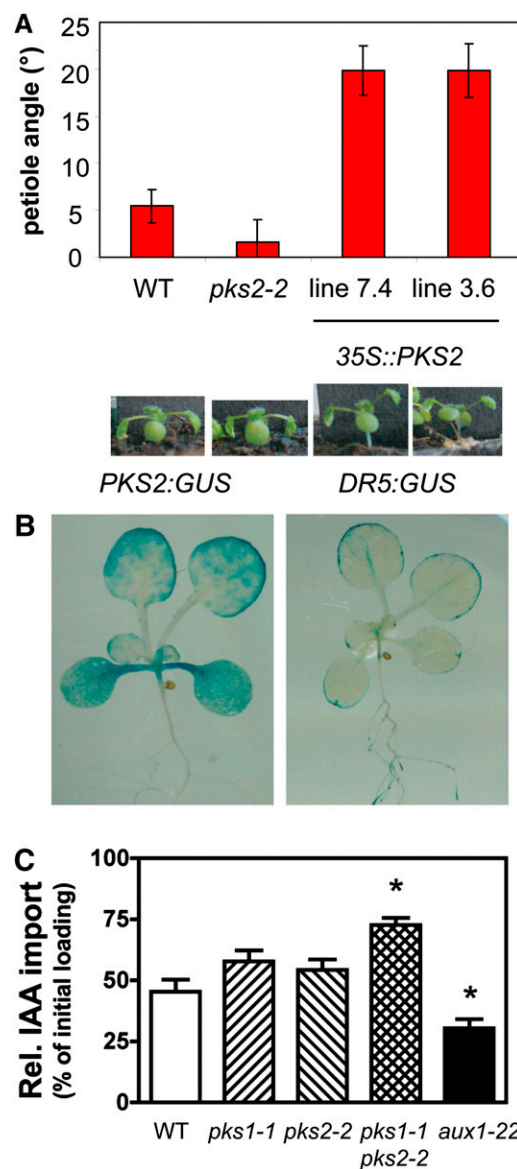 A
petiole angle (°)
25
20
15
10
5
0
WT pks2-2 line 7.4 line 3.6
35S::PKS2
PKS2:GUS DR5:GUS
B
C
Rel. IAA import
(% of initial loading)
100
75
50
25
0
* *
WT pks1-1 pks2-2 pks1-1 aux1-22
pks2-2